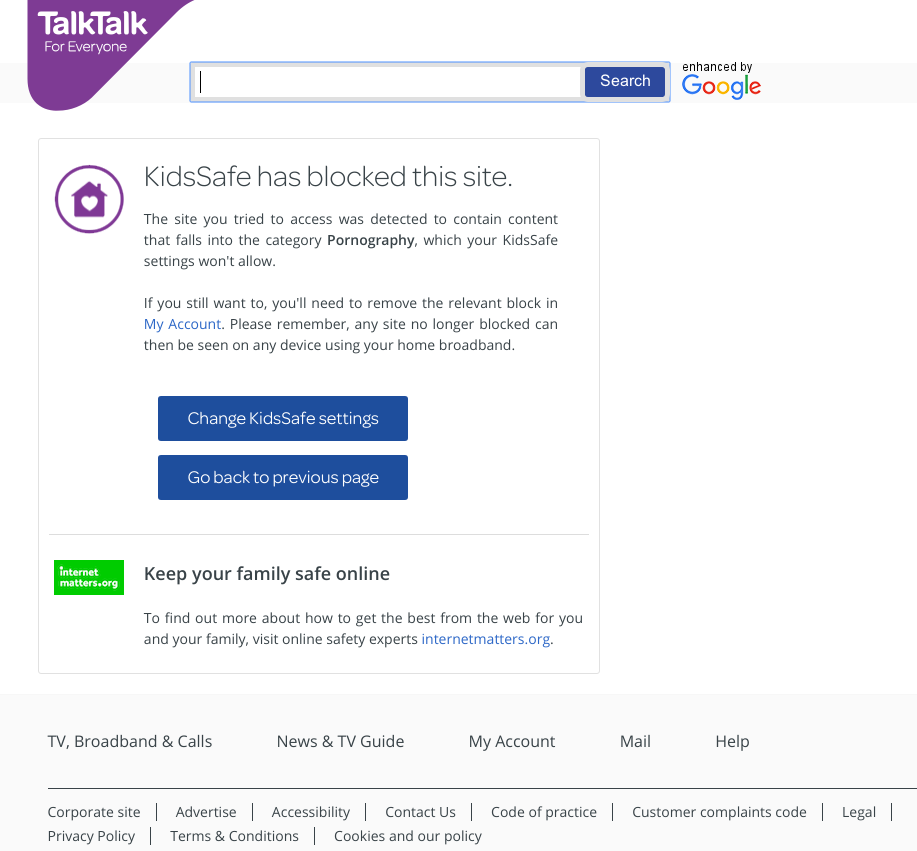 TalkTalk
For Everyone
Search
enhanced by
Google
KidsSafe has blocked this site.
The site you tried to access was detected to contain content
that falls into the category Pornography, which your KidsSafe
settings won't allow.
If you still want to, you'll need to remove the relevant block in
My Account. Please remember, any site no longer blocked can
then be seen on any device using your home broadband.
Change KidsSafe settings
Go back to previous page
internet
matters.org
Keep your family safe online
To find out more about how to get the best from the web for you
and your family, visit online safety experts internetmatters.org.
TV, Broadband & Calls News & TV Guide My Account Mail Help
Corporate site | Advertise | Accessibility | Contact Us | Code of practice | Customer complaints code | Legal |
Privacy Policy | Terms & Conditions | Cookies and our policy